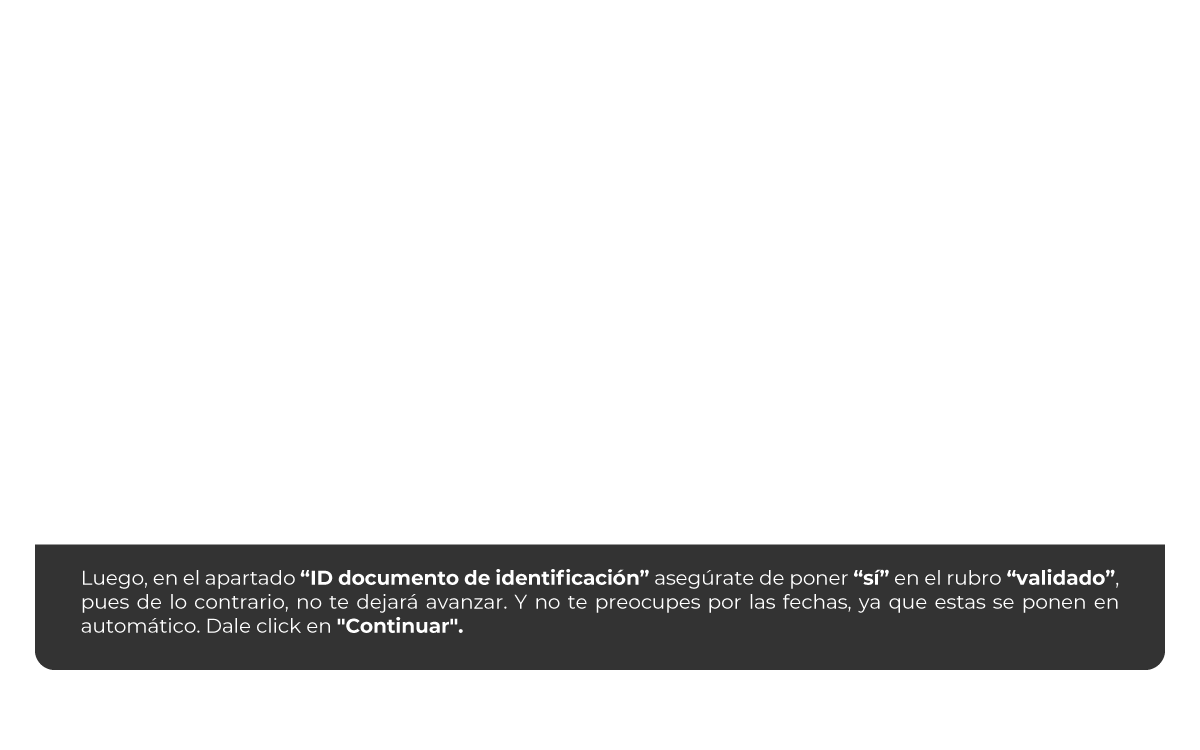 Luego, en el apartado “ID documento de identificación” asegúrate de poner “sí” en el rubro “validado”,
pues de lo contrario, no te dejará avanzar. Y no te preocupes por las fechas, ya que estas se ponen en
automático. Dale click en "Continuar".